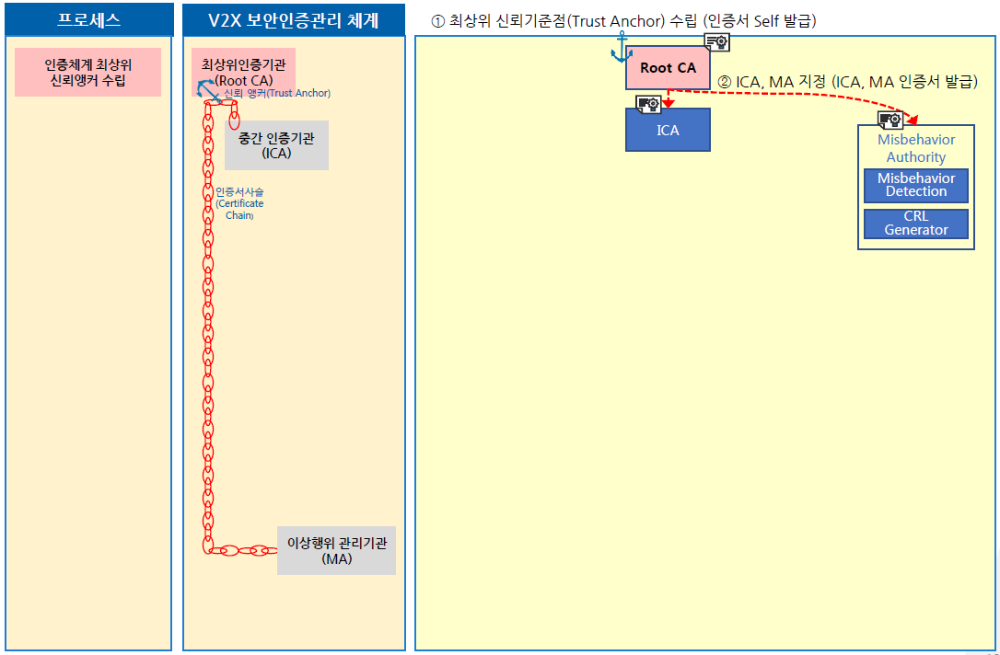 프로세스
인증체계 최상위
신뢰앵커 수립
V2X 보안인증관리 체계
최상위인증기관
(Root CA)
신뢰 앵커(Trust Anchor)
중간 인증기관
(ICA)
인증서사슬
(Certificate
Chain)
이상행위 관리기관
(MA)
① 최상위 신뢰기준점(Trust Anchor) 수립 (인증서 Self 발급)
Root CA
② ICA, MA 지정 (ICA, MA 인증서 발급)
ICA
Misbehavior
Authority
Misbehavior
Detection
CRL
Generator